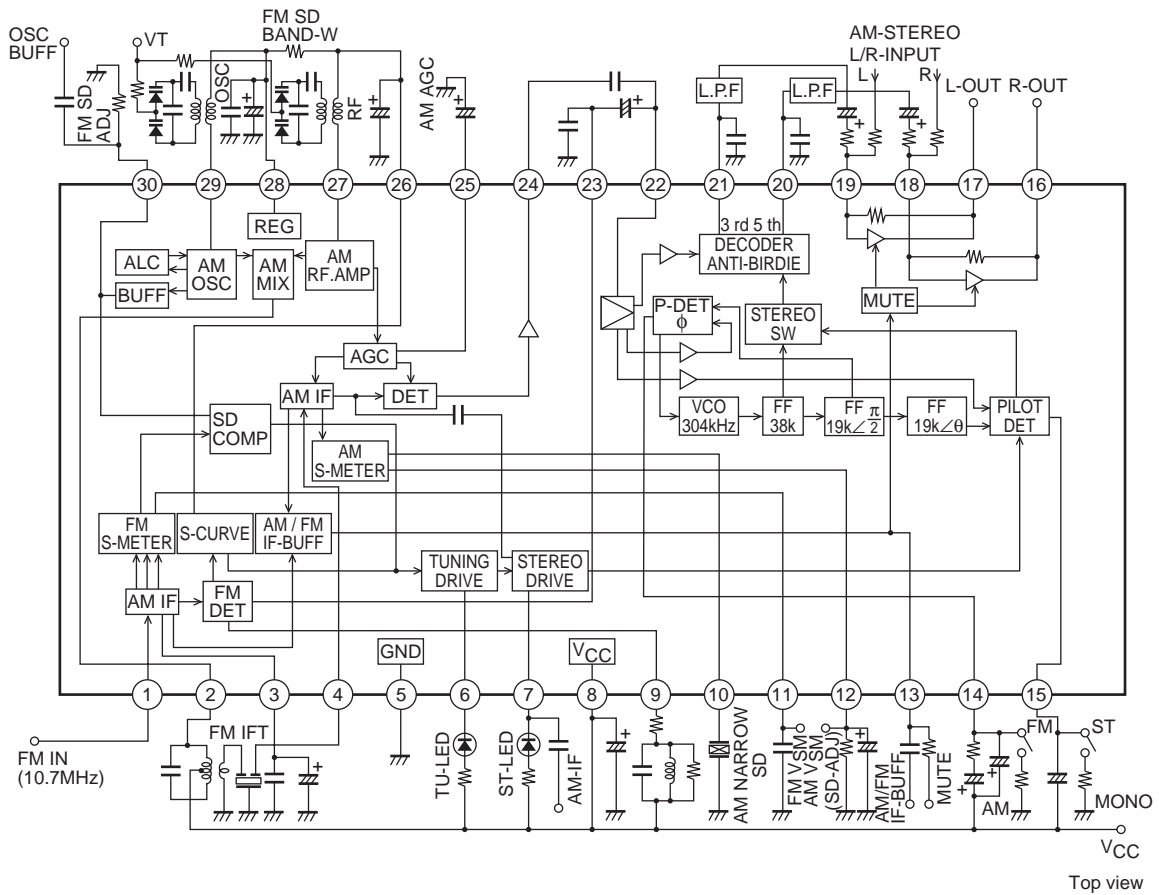 OSC
BUFF
VT
FM SD
BAND-W
AM-STEREO
L/R-INPUT
L
R
L-OUT
R-OUT
FM SD
ADJ
OSC
RF
AM AGC
L.P.F
L.P.F
+
+
+
+
+
+
30
29
28
27
26
25
24
23
22
21
20
19
18
17
16
REG
ALC
AM
OSC
AM
MIX
AM
RF.AMP
BUFF
3 rd 5 th
DECODER
ANTI-BIRDIE
P-DET
ϕ
STEREO
SW
MUTE
AGC
AM IF
DET
SD
COMP
AM
S-METER
VCO
304kHz
FF
38k
FF
19k∠π/2
FF
19k∠θ
PILOT
DET
FM
S-METER
S-CURVE
AM / FM
IF-BUFF
TUNING
DRIVE
STEREO
DRIVE
AM IF
FM
DET
GND
VCC
1
2
3
4
5
6
7
8
9
10
11
12
13
14
15
FM IN
(10.7MHz)
FM IFT
+
TU-LED
ST-LED
AM-IF
+
AM NARROW
SD
FM VSM
AM VSM
(SD-ADJ)
+
AM/FM
IF-BUFF
MUTE
+
+
FM
AM
ST
MONO
VCC
Top view